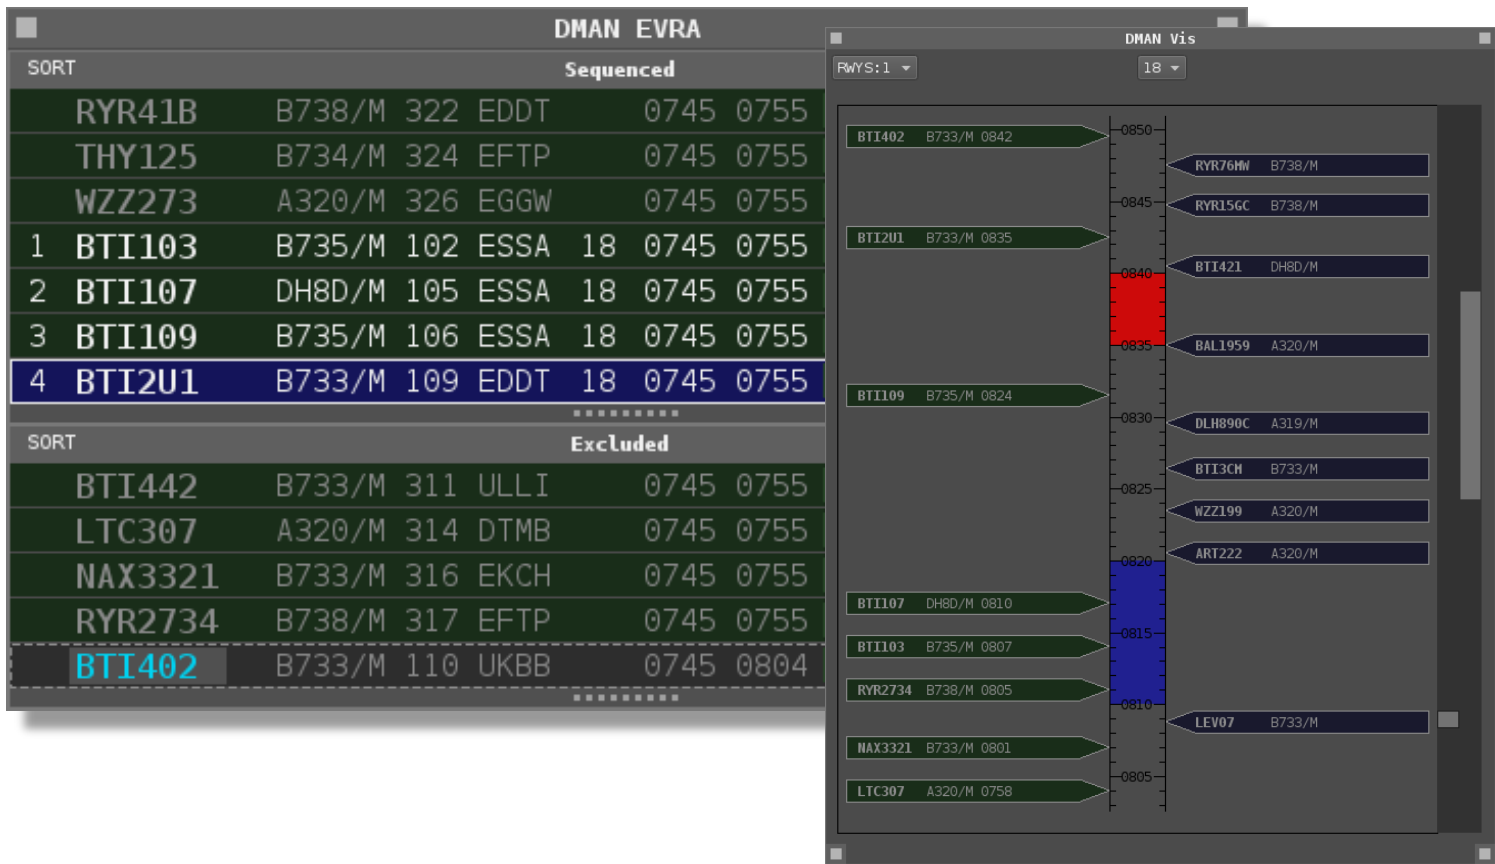 DMAN EVRA
SORT Sequenced
RYR41B B738/M 322 EDDT 0745 0755
THY125 B734/M 324 EFTP 0745 0755
WZZ273 A320/M 326 EGGW 0745 0755
1 BTI103 B735/M 102 ESSA 18 0745 0755
2 BTI107 DH8D/M 105 ESSA 18 0745 0755
3 BTI109 B735/M 106 ESSA 18 0745 0755
4 BTI2U1 B733/M 109 EDDT 18 0745 0755
SORT Excluded
BTI442 B733/M 311 ULLI 0745 0755
LTC307 A320/M 314 DTMB 0745 0755
NAX3321 B733/M 316 EKCH 0745 0755
RYR2734 B738/M 317 EFTP 0745 0755
BTI402 B733/M 110 UKBB 0745 0804
DMAN Vis
RWYS:1 18
0850
BTI402 B733/M 0842
RYR76MW B738/M
0845
RYR15GC B738/M
BTI2U1 B733/M 0835
BTI421 DH8D/M
0840
0835
BAL1959 A320/M
BTI109 B735/M 0824
0830
DLH890C A319/M
BTI3CM B733/M
0825
WZZ199 A320/M
ART222 A320/M
0820
BTI107 DH8D/M 0810
0815
BTI103 B735/M 0807
RYR2734 B738/M 0805
0810
LEV07 B733/M
NAX3321 B733/M 0801
0805
LTC307 A320/M 0758